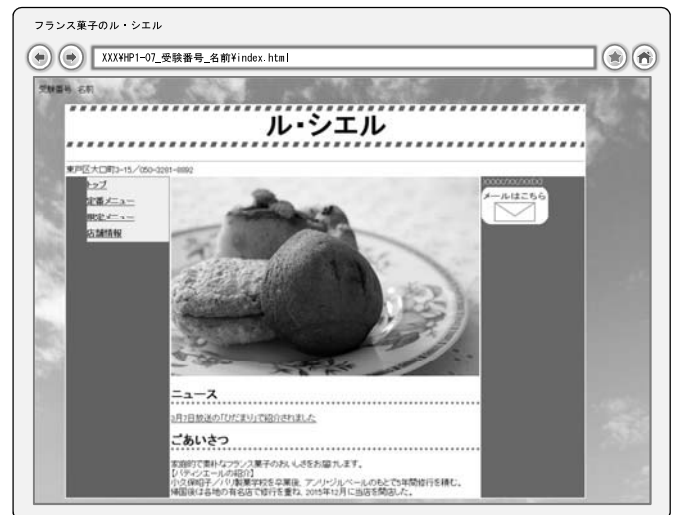 フランス菓子のル・シエル
XXX¥HP1-07_受験番号_名前¥index.html
受験番号 名前
ル・シエル
東戸区大口町3-15／050-3281-8892
トップ
定番メニュー
限定メニュー
店舗情報
XXXX/XX/XX(XX)
メールはこちら
ニュース
3月7日放送の「ひだまり」で紹介されました
ごあいさつ
家庭的で素朴なフランス菓子のおいしさをお届けします。
【パティシエールの紹介】
小久保昭子／パリ製菓学校を卒業後、アンリ・ジルベールのもとで5年間修行を積む。
帰国後は各地の有名店で修行を重ね、2015年12月に当店を開店した。